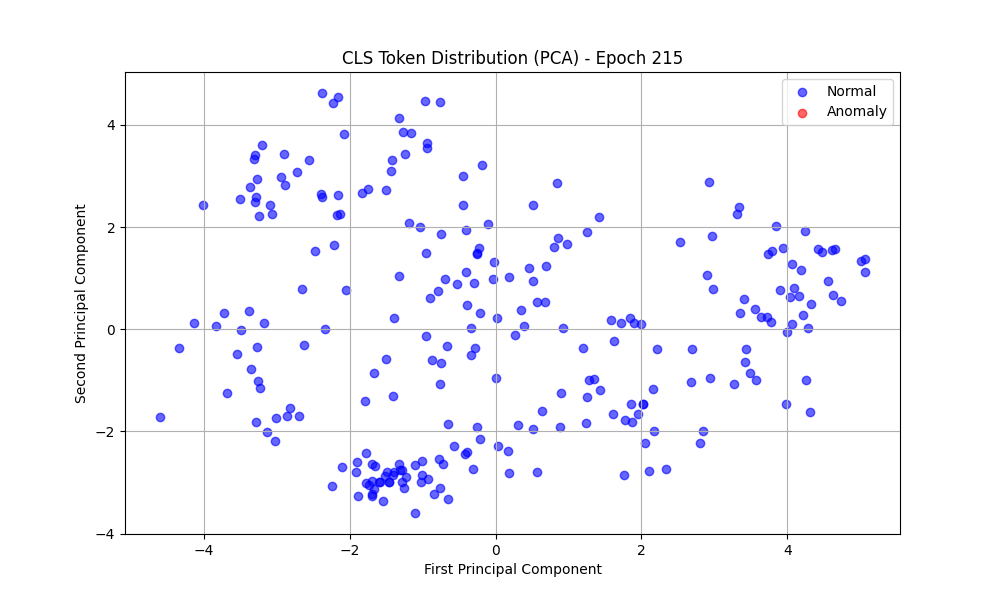 CLS Token Distribution (PCA) - Epoch 215
Normal
Anomaly
4
2
0
−2
−4
Second Principal Component
−4
−2
0
2
4
First Principal Component